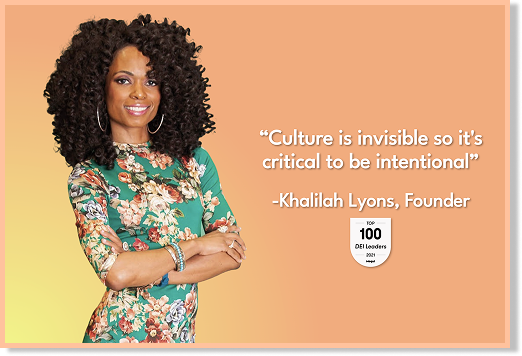 “Culture is invisible so it's
critical to be intentional”
-Khalilah Lyons, Founder
TOP
100
DEI Leaders
2021